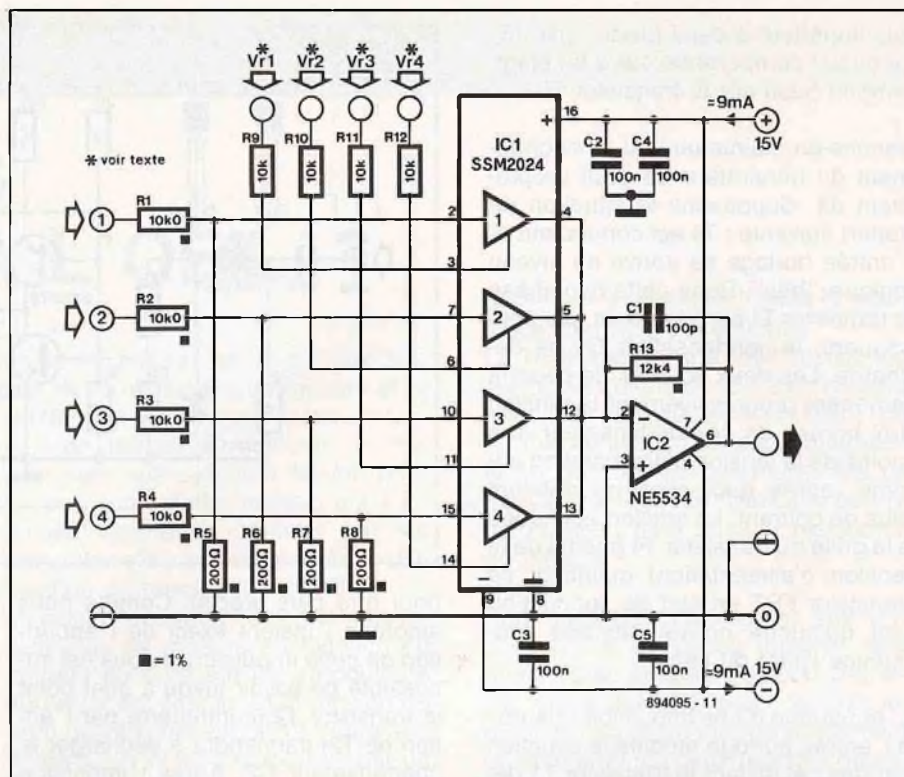 * * * *
Vr1 Vr2 Vr3 Vr4
R9 R10 R11 R12
10k 10k 10k 10k
* voir texte
IC1
SSM2024
+ 16
≈9mA
+
15V
C2 C4
100n 100n
1 R1 10k0
2 1 4
3
2 R2 10k0
7 2 5
6
C1
100p
R13
12k4
3 R3 10k0
10 3 12
11
2 7
IC2 6
3 + 4
NE5534
4 R4 10k0
15 4 13
14
R5 R6 R7 R8
200Ω 200Ω 200Ω 200Ω
9 8
0
■ = 1%
C3 C5
100n 100n
≈9mA 15V
894095 - 11